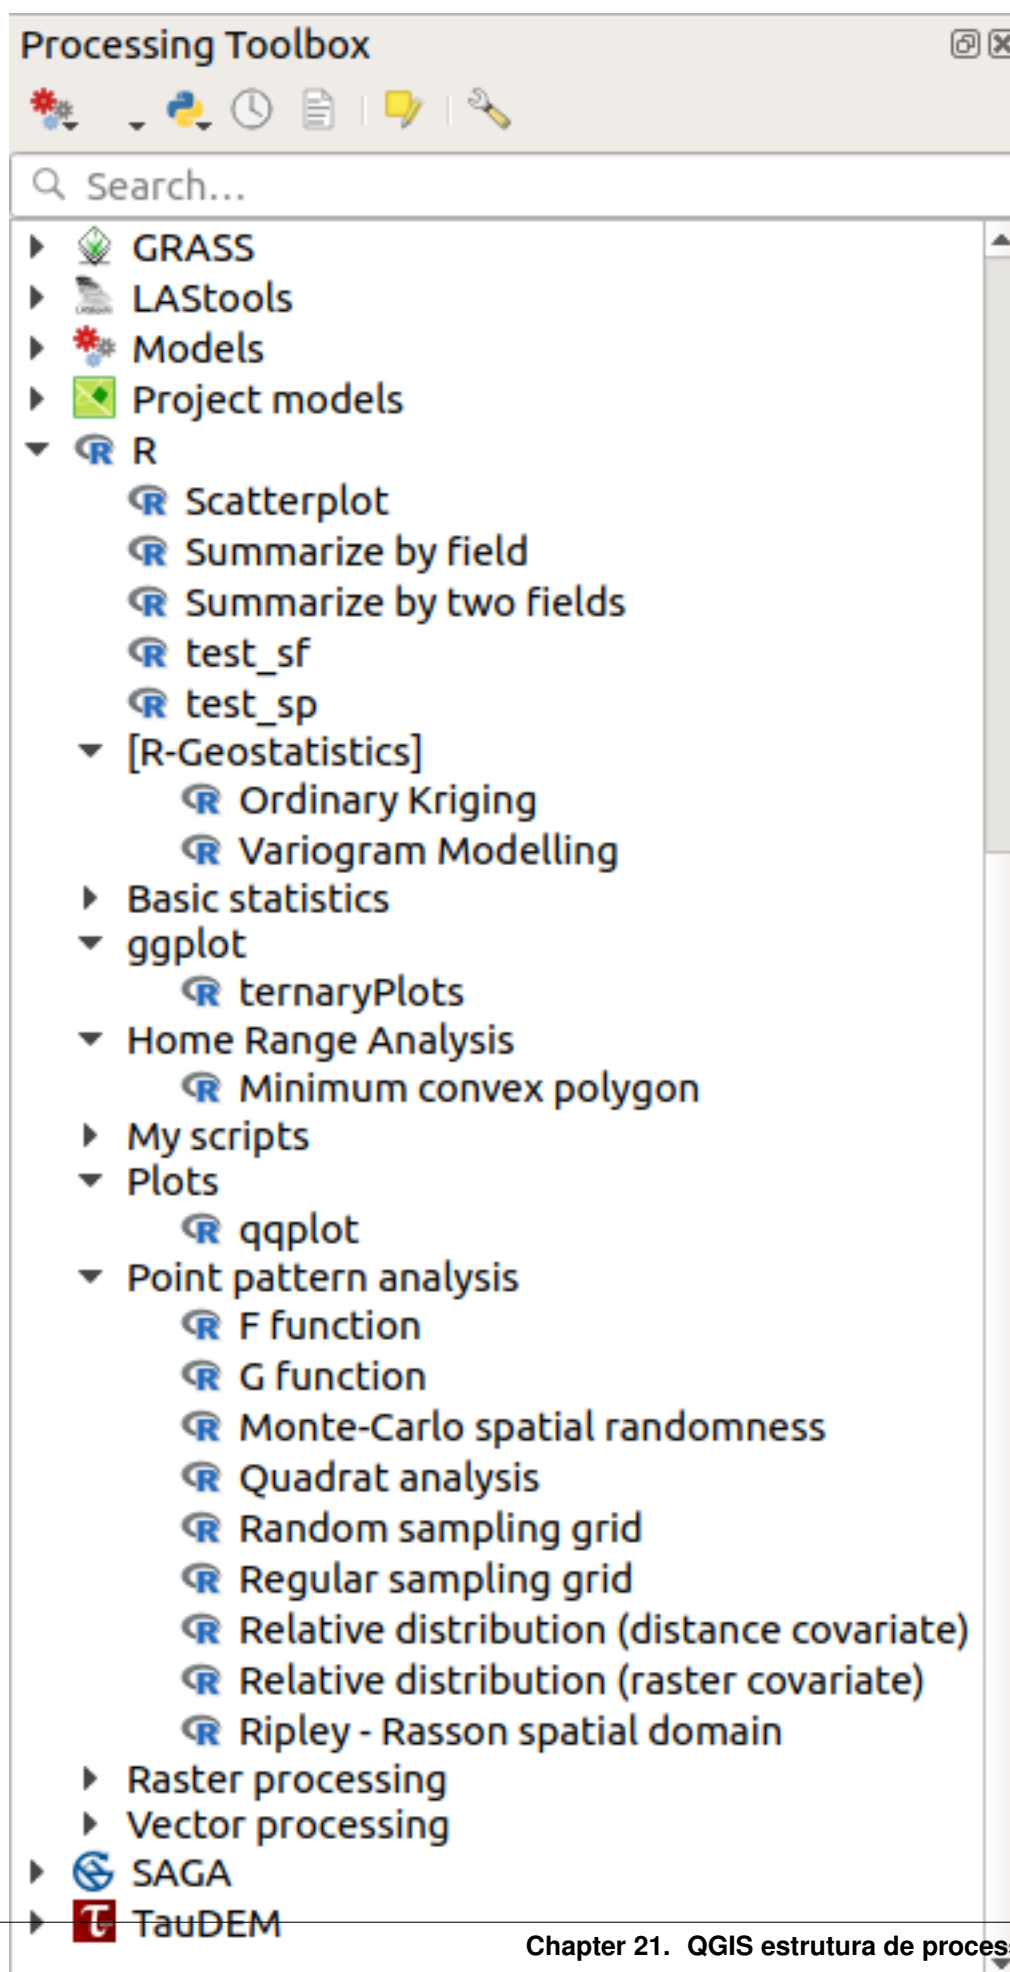 Processing Toolbox
Search...
GRASS
LAStools
Models
Project models
R
Scatterplot
Summarize by field
Summarize by two fields
test_sf
test_sp
[R-Geostatistics]
Ordinary Kriging
Variogram Modelling
Basic statistics
ggplot
ternaryPlots
Home Range Analysis
Minimum convex polygon
My scripts
Plots
qqplot
Point pattern analysis
F function
G function
Monte-Carlo spatial randomness
Quadrat analysis
Random sampling grid
Regular sampling grid
Relative distribution (distance covariate)
Relative distribution (raster covariate)
Ripley - Rasson spatial domain
Raster processing
Vector processing
SAGA
TauDEM
Chapter 21. QGIS estrutura de proces